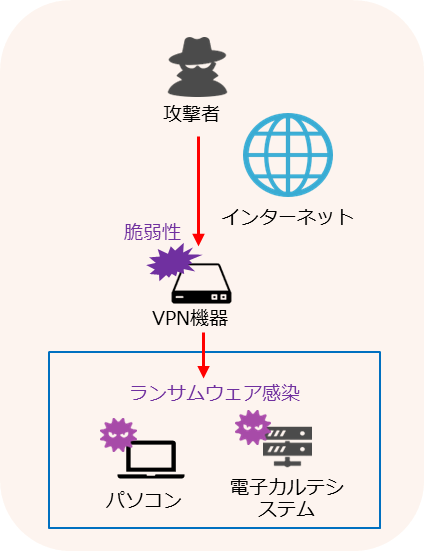 攻撃者
インターネット
脆弱性
VPN機器
ランサムウェア感染
パソコン
電子カルテシ
ステム